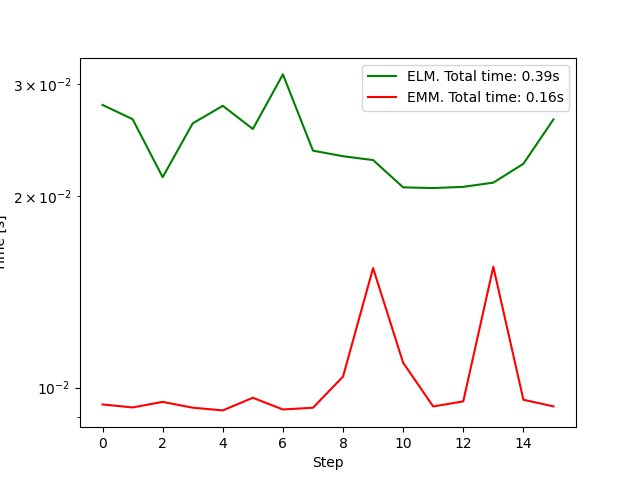 ELM. Total time: 0.39s
EMM. Total time: 0.16s
3 × 10⁻²
2 × 10⁻²
10⁻²
0 2 4 6 8 10 12 14
Step